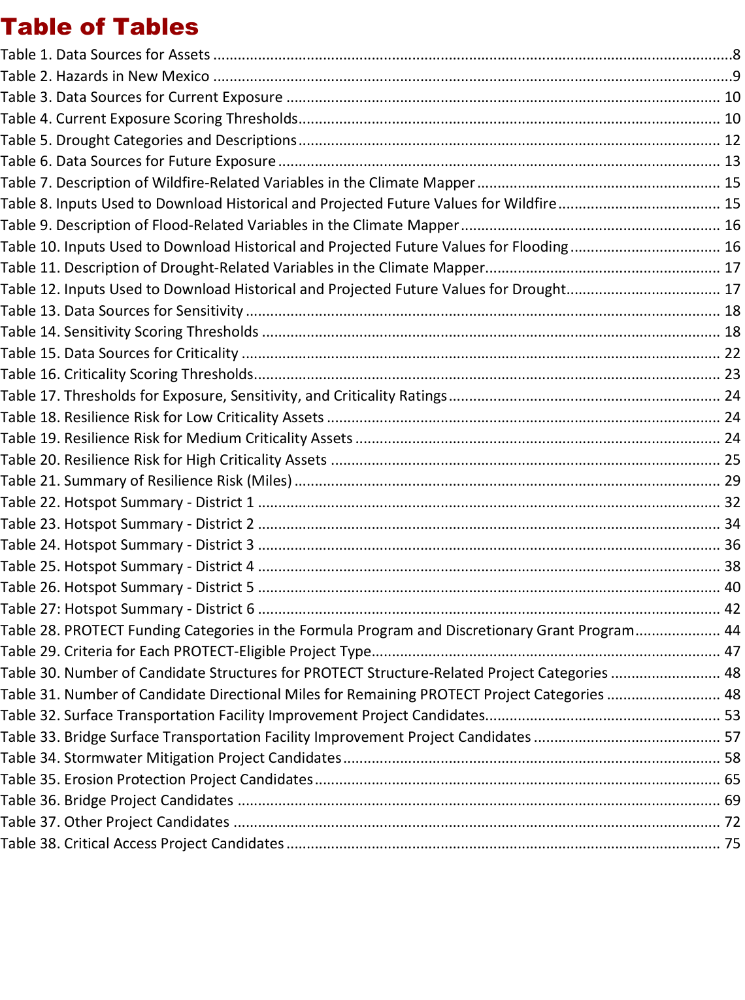 Table of Tables
Table 1. Data Sources for Assets ........................................................................................................8
Table 2. Hazards in New Mexico ........................................................................................................9
Table 3. Data Sources for Current Exposure ........................................................................................ 10
Table 4. Current Exposure Scoring Thresholds........................................................................................ 10
Table 5. Drought Categories and Descriptions........................................................................................ 12
Table 6. Data Sources for Future Exposure ........................................................................................ 13
Table 7. Description of Wildfire-Related Variables in the Climate Mapper............................................................ 15
Table 8. Inputs Used to Download Historical and Projected Future Values for Wildfire........................................ 15
Table 9. Description of Flood-Related Variables in the Climate Mapper................................................................ 16
Table 10. Inputs Used to Download Historical and Projected Future Values for Flooding..................................... 16
Table 11. Description of Drought-Related Variables in the Climate Mapper.......................................................... 17
Table 12. Inputs Used to Download Historical and Projected Future Values for Drought...................................... 17
Table 13. Data Sources for Sensitivity ........................................................................................ 18
Table 14. Sensitivity Scoring Thresholds ........................................................................................ 18
Table 15. Data Sources for Criticality ........................................................................................ 22
Table 16. Criticality Scoring Thresholds........................................................................................ 23
Table 17. Thresholds for Exposure, Sensitivity, and Criticality Ratings................................................................... 24
Table 18. Resilience Risk for Low Criticality Assets ........................................................................................ 24
Table 19. Resilience Risk for Medium Criticality Assets ........................................................................................ 24
Table 20. Resilience Risk for High Criticality Assets ........................................................................................ 25
Table 21. Summary of Resilience Risk (Miles) ........................................................................................ 29
Table 22. Hotspot Summary - District 1 ........................................................................................ 32
Table 23. Hotspot Summary - District 2 ........................................................................................ 34
Table 24. Hotspot Summary - District 3 ........................................................................................ 36
Table 25. Hotspot Summary - District 4 ........................................................................................ 38
Table 26. Hotspot Summary - District 5 ........................................................................................ 40
Table 27: Hotspot Summary - District 6 ........................................................................................ 42
Table 28. PROTECT Funding Categories in the Formula Program and Discretionary Grant Program..................... 44
Table 29. Criteria for Each PROTECT-Eligible Project Type...................................................................................... 47
Table 30. Number of Candidate Structures for PROTECT Structure-Related Project Categories ........................... 48
Table 31. Number of Candidate Directional Miles for Remaining PROTECT Project Categories ............................ 48
Table 32. Surface Transportation Facility Improvement Project Candidates.......................................................... 53
Table 33. Bridge Surface Transportation Facility Improvement Project Candidates .............................................. 57
Table 34. Stormwater Mitigation Project Candidates........................................................................................ 58
Table 35. Erosion Protection Project Candidates........................................................................................ 65
Table 36. Bridge Project Candidates ........................................................................................ 69
Table 37. Other Project Candidates ........................................................................................ 72
Table 38. Critical Access Project Candidates ........................................................................................ 75